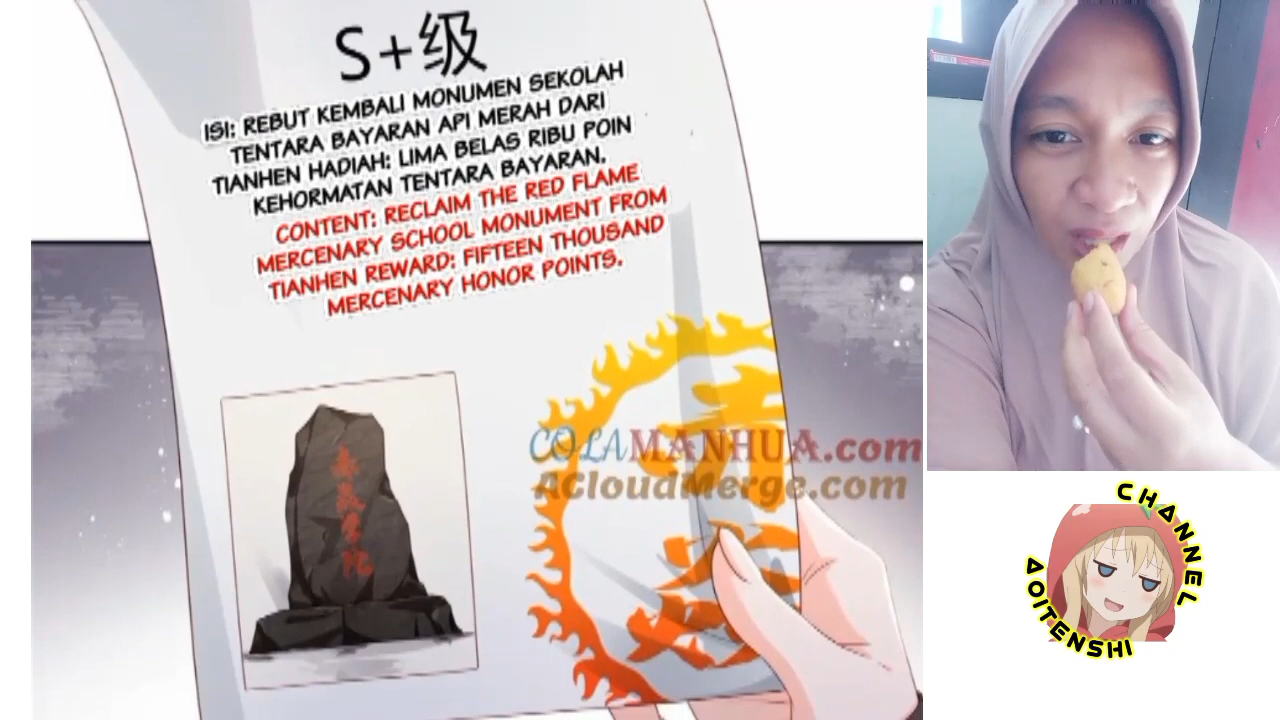 S+级
ISI: REBUT KEMBALI MONUMEN SEKOLAH
TENTARA BAYARAN API MERAH DARI
TIANHEN HADIAH: LIMA BELAS RIBU POIN
KEHORMATAN TENTARA BAYARAN.
CONTENT: RECLAIM THE RED FLAME
MERCENARY SCHOOL MONUMENT FROM
TIANHEN REWARD: FIFTEEN THOUSAND
MERCENARY HONOR POINTS.
COLAMANHUA.com
ACloudMerge.com
CHANNEL
AOITENSHI